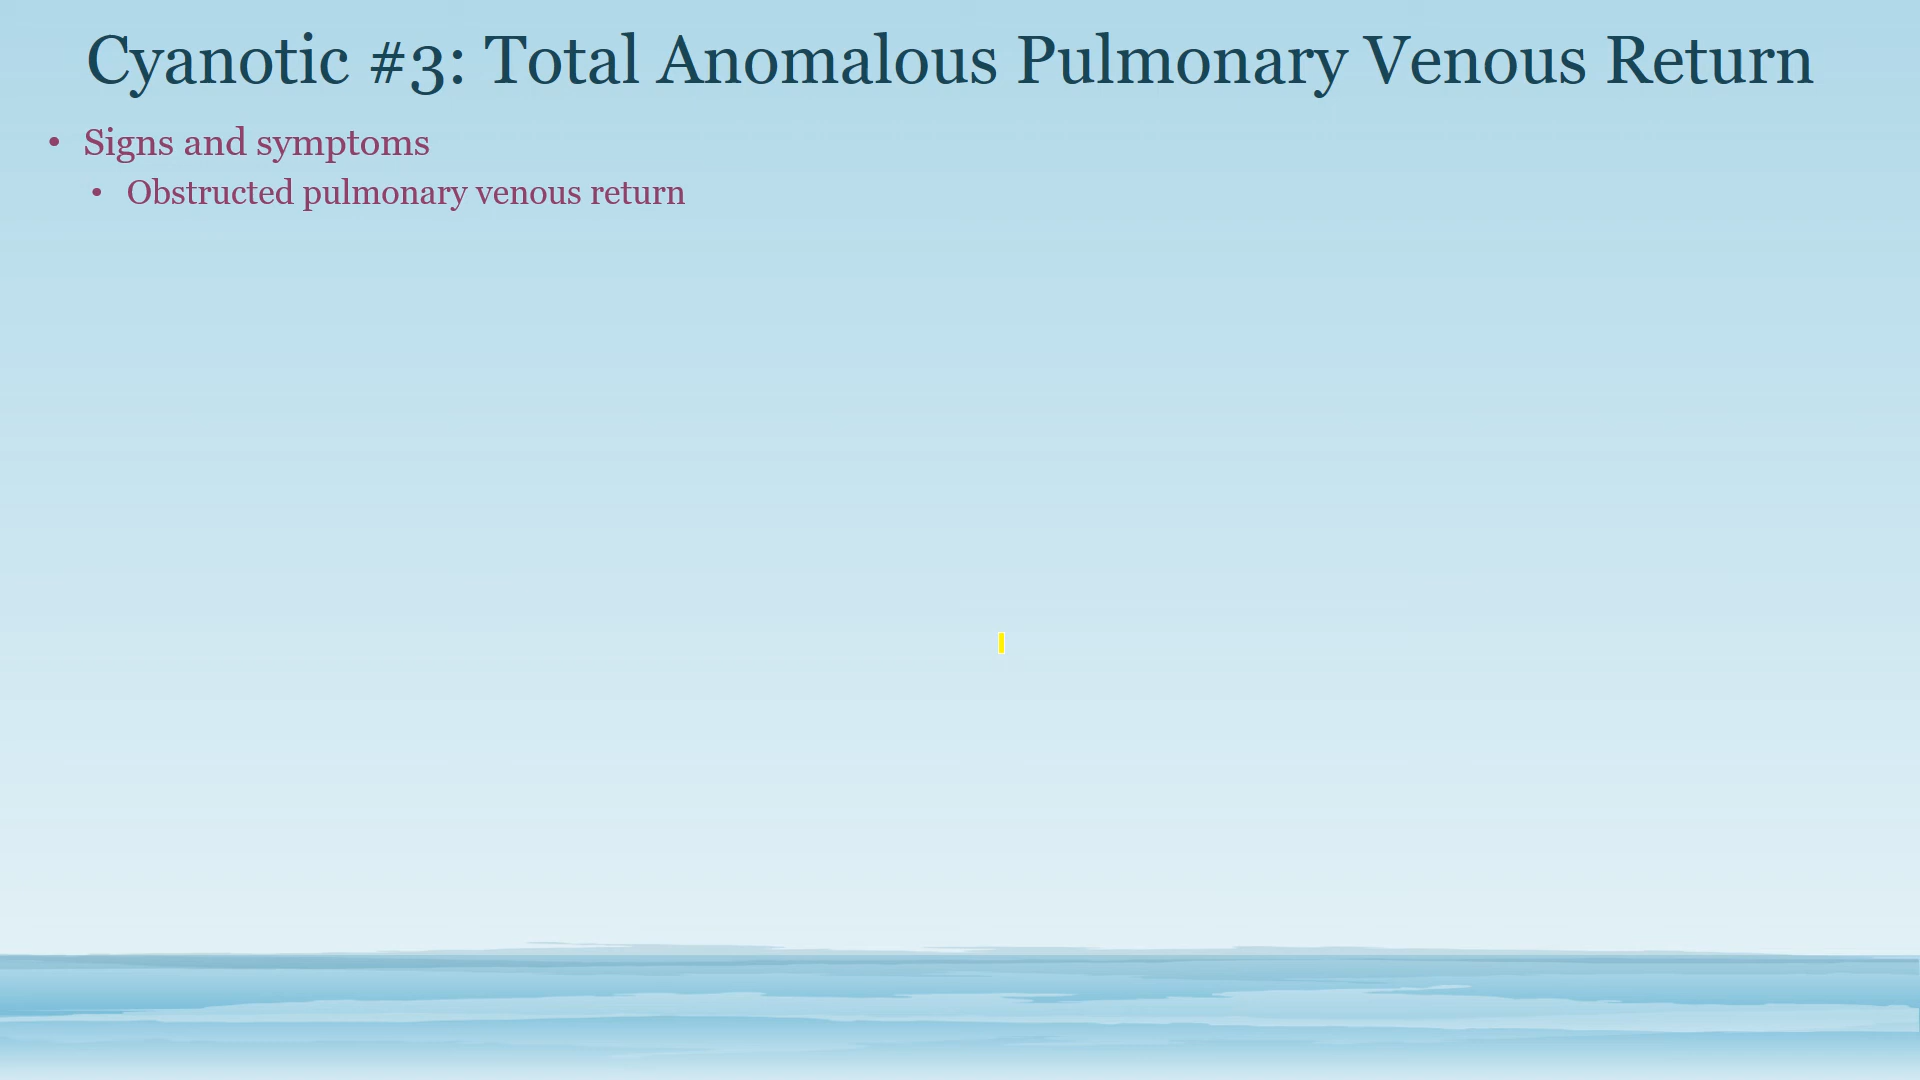 Cyanotic #3: Total Anomalous Pulmonary Venous Return
• Signs and symptoms
• Obstructed pulmonary venous return